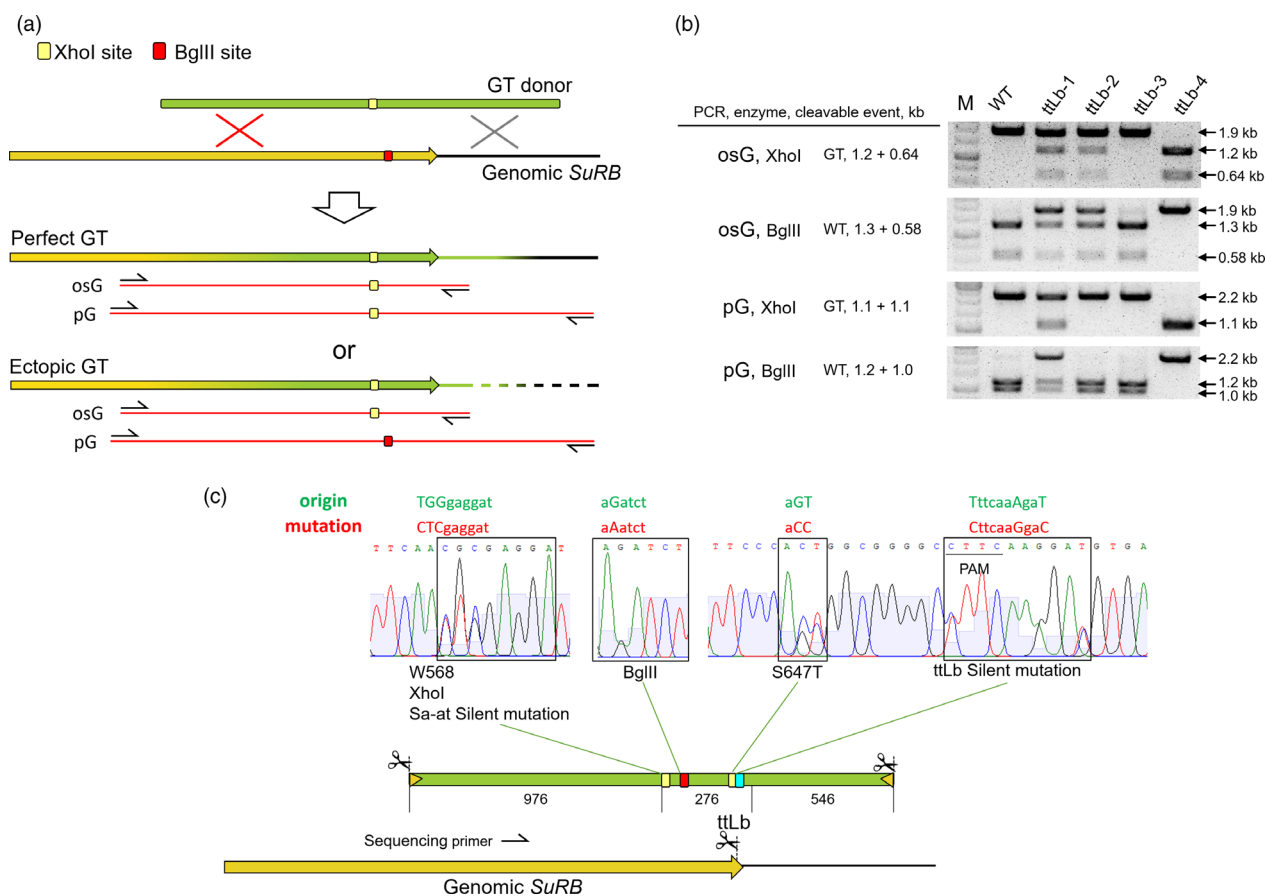 (a)
XhoI site
BglII site
GT donor
Genomic SuRB
Perfect GT
osG
pG
or
Ectopic GT
osG
pG
(b)
PCR, enzyme, cleavable event, kb
M WT ttLb-1 ttLb-2 ttLb-3 ttLb-4
osG, XhoI GT, 1.2 + 0.64
1.9 kb
1.2 kb
0.64 kb
osG, BglII WT, 1.3 + 0.58
1.9 kb
1.3 kb
0.58 kb
pG, XhoI GT, 1.1 + 1.1
2.2 kb
1.1 kb
pG, BglII WT, 1.2 + 1.0
2.2 kb
1.2 kb
1.0 kb
(c)
origin TGGgaggat aGatct aGT TttcaaAgaT
mutation CTCgaggat aAatct aCC CttcaaGgaC
T T C A A C G C G A G G A T A G A T C T T T C C C A C T G G C G G G G C C T T C A A G G A T G T G A
PAM
W568 BglII S647T ttLb Silent mutation
XhoI
Sa-at Silent mutation
976 276 546
ttLb
Sequencing primer
Genomic SuRB